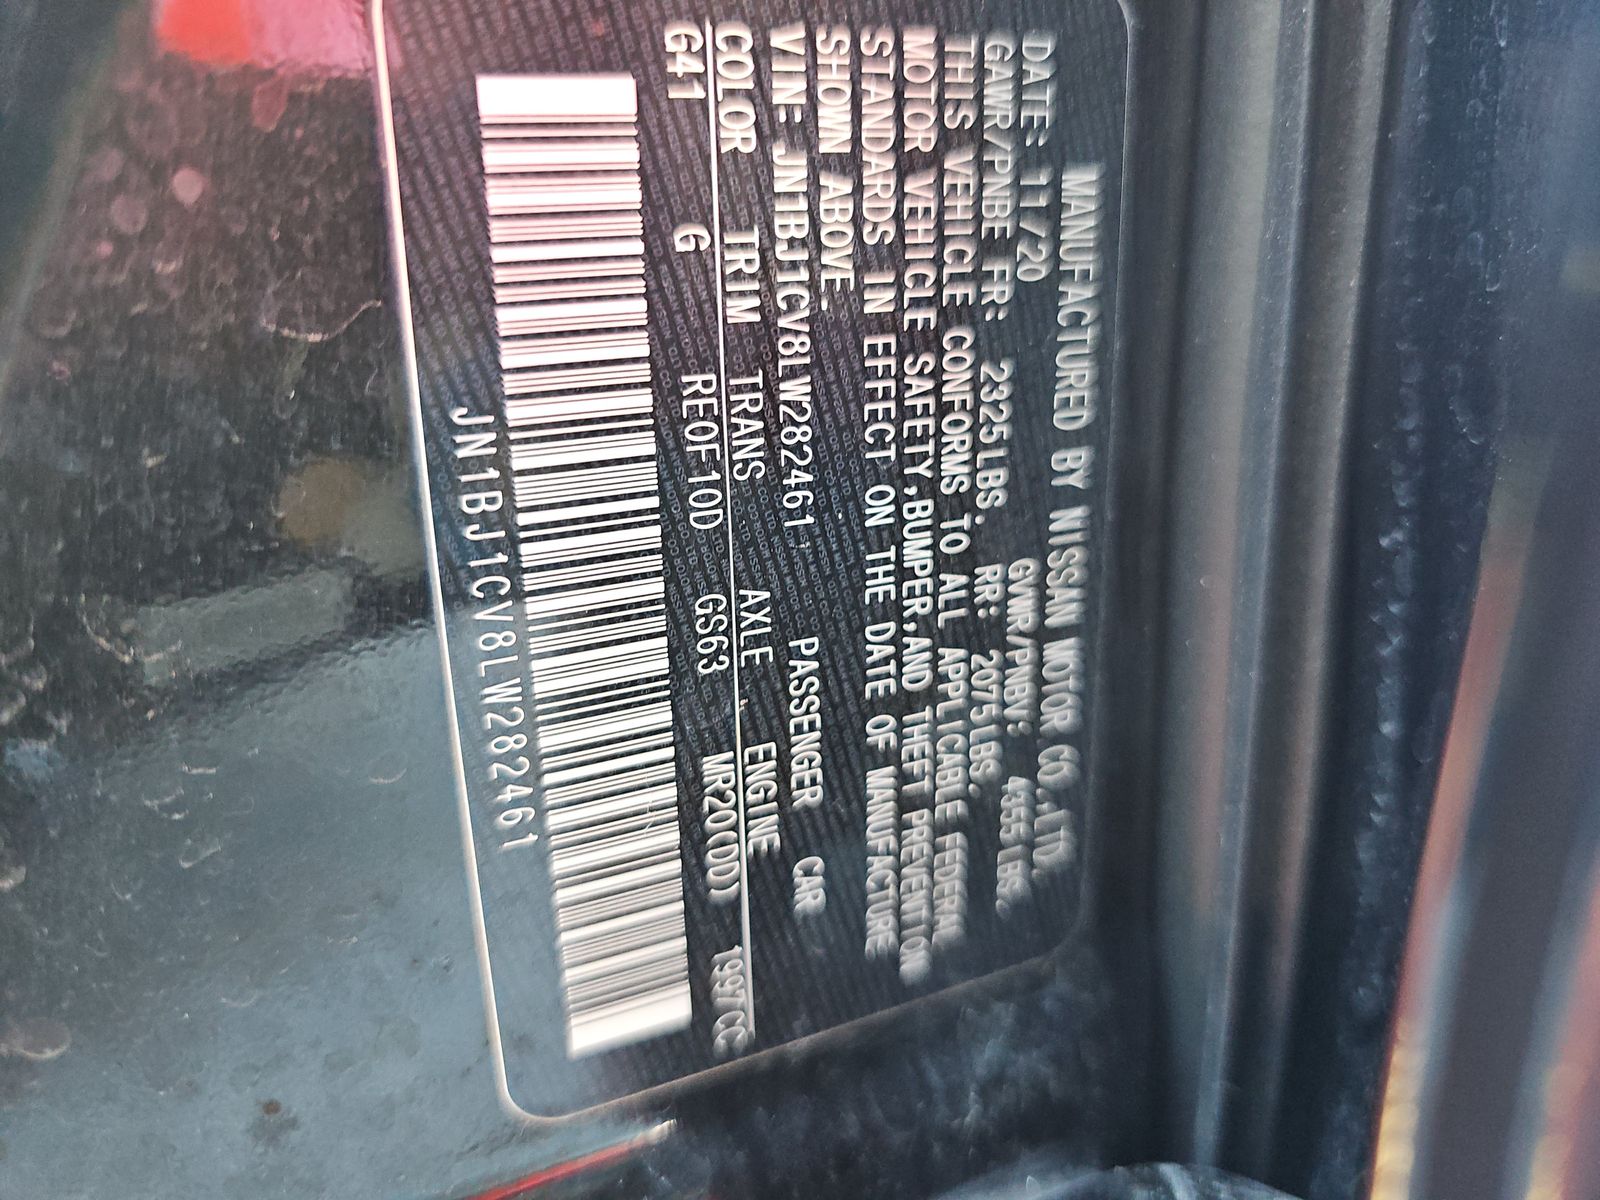 MANUFACTURED BY NISSAN MOTOR CO.,LTD.
DATE: 11/20 GVWR/PNBV: 4355LBS.
GAWR/PNBE FR: 2325LBS. RR: 2075LBS.
THIS VEHICLE CONFORMS TO ALL APPLICABLE FEDERAL
MOTOR VEHICLE SAFETY,BUMPER,AND THEFT PREVENTION
STANDARDS IN EFFECT ON THE DATE OF MANUFACTURE
SHOWN ABOVE.
VIN: JN1BJ1CV8LW282461 PASSENGER CAR
COLOR TRIM TRANS AXLE ENGINE
G41 G RE0F10D GS63 MR20(DD) 1997CC
JN1BJ1CV8LW282461